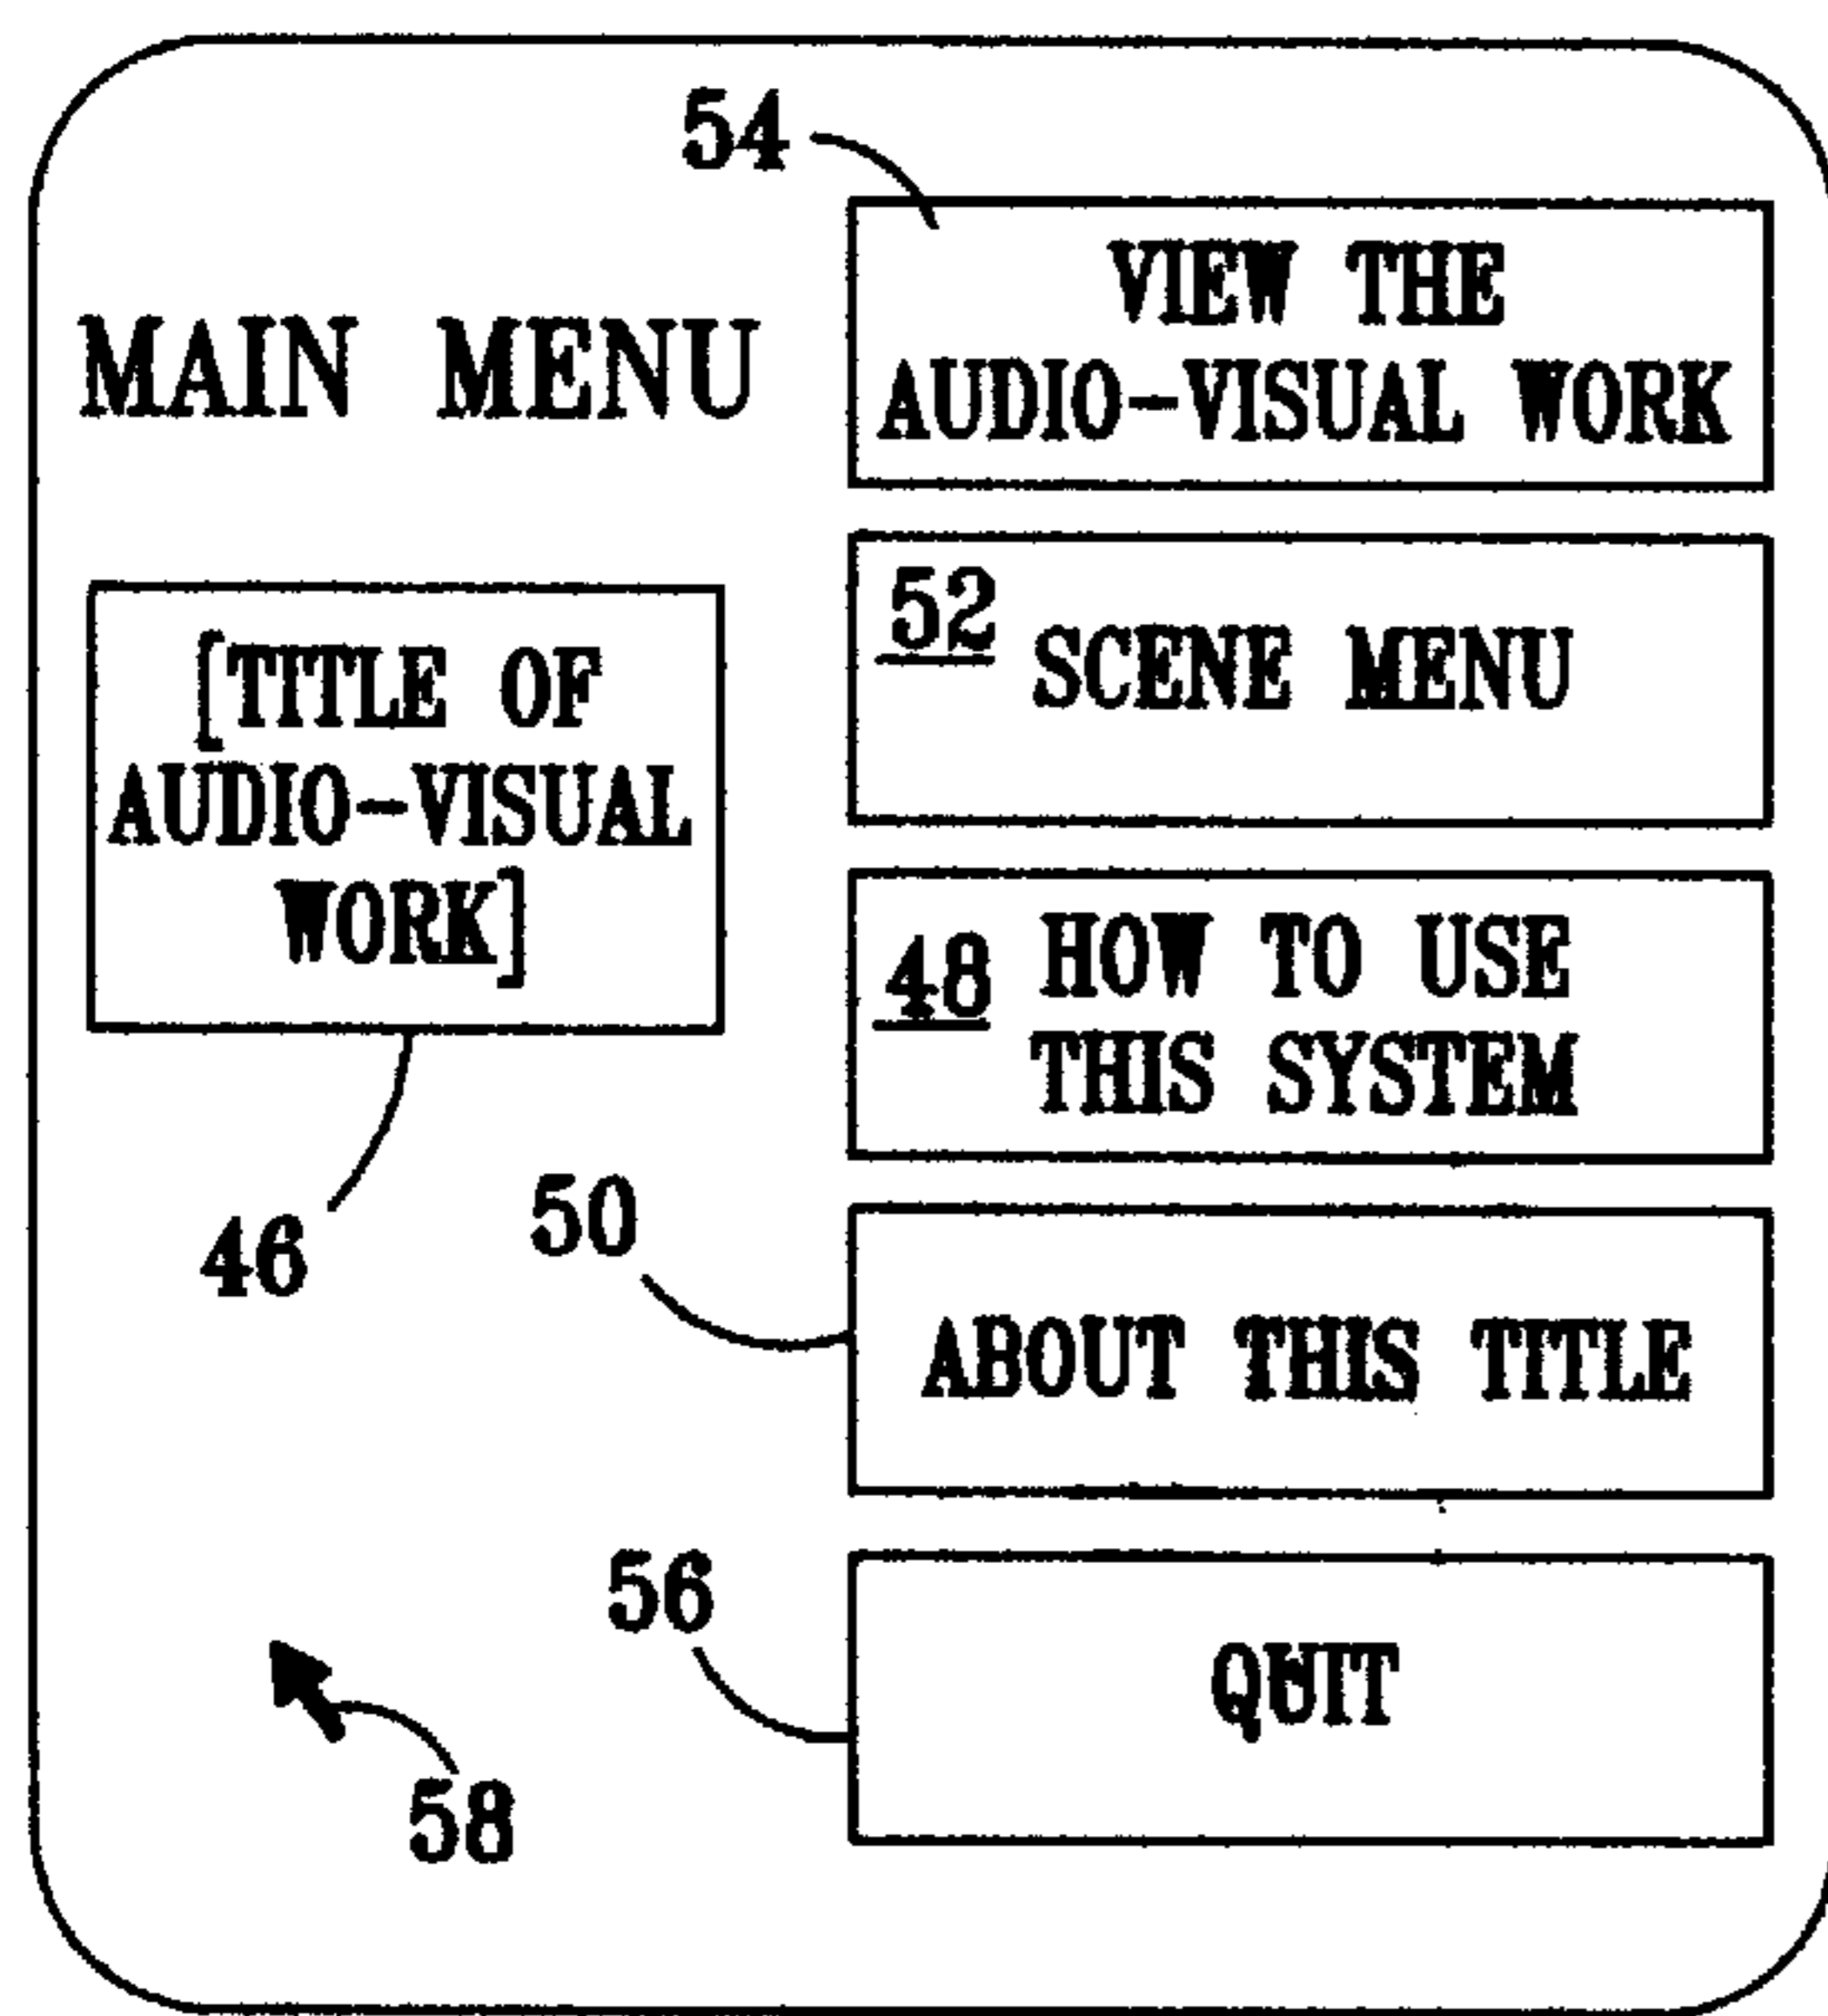 54
MAIN MENU
VIEW THE
AUDIO-VISUAL WORK
[TITLE OF
AUDIO-VISUAL
WORK]
46
52
SCENE MENU
48
HOW TO USE
THIS SYSTEM
50
ABOUT THIS TITLE
56
QUIT
58